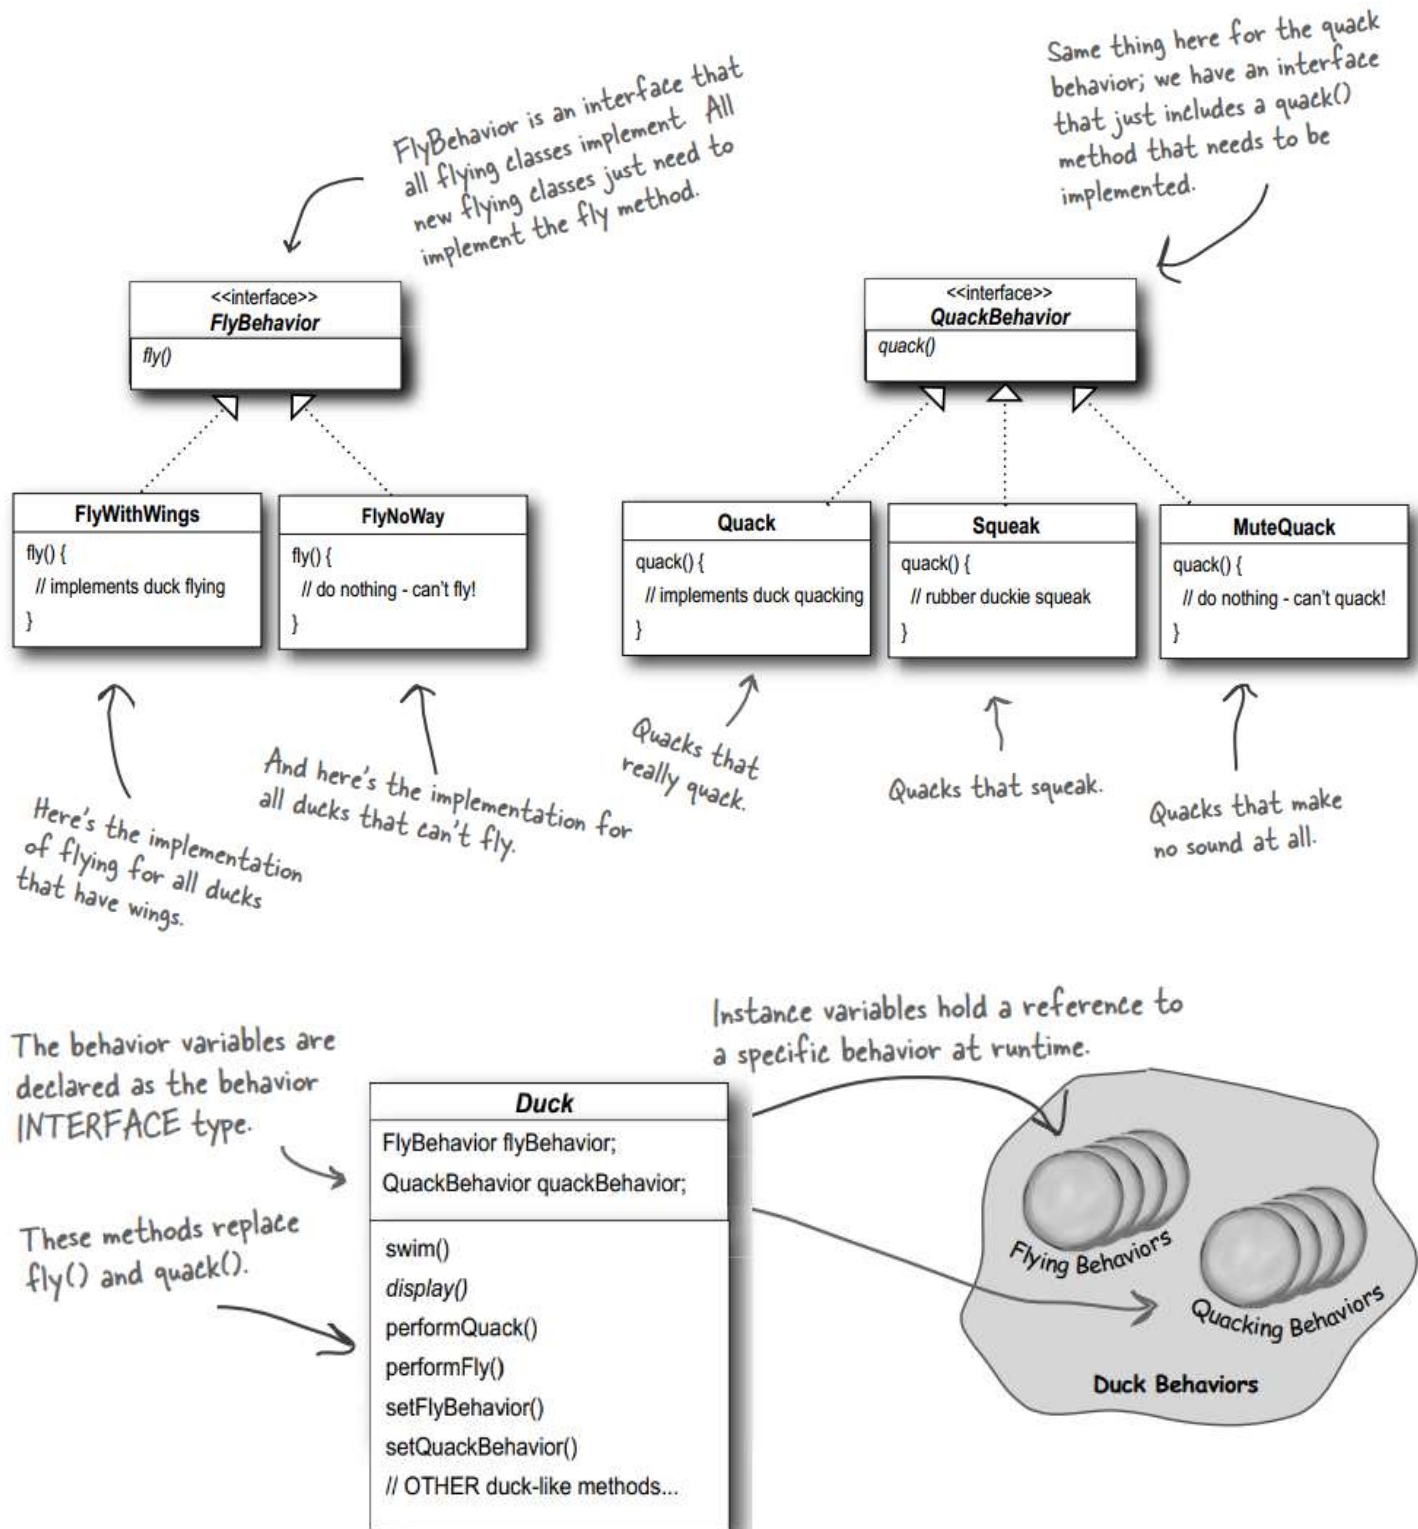 FlyBehavior is an interface that
all flying classes implement. All
new flying classes just need to
implement the fly method.
Same thing here for the quack
behavior; we have an interface
that just includes a quack()
method that needs to be
implemented.
<<interface>>
FlyBehavior
fly()
<<interface>>
QuackBehavior
quack()
FlyWithWings
fly() {
// implements duck flying
}
FlyNoWay
fly() {
// do nothing - can't fly!
}
Quack
quack() {
// implements duck quacking
}
Squeak
quack() {
// rubber duckie squeak
}
MuteQuack
quack() {
// do nothing - can't quack!
}
Here's the implementation
of flying for all ducks
that have wings.
And here's the implementation for
all ducks that can't fly.
Quacks that
really quack.
Quacks that squeak.
Quacks that make
no sound at all.
The behavior variables are
declared as the behavior
INTERFACE type.
These methods replace
fly() and quack().
Duck
FlyBehavior flyBehavior;
QuackBehavior quackBehavior;
swim()
display()
performQuack()
performFly()
setFlyBehavior()
setQuackBehavior()
// OTHER duck-like methods...
Instance variables hold a reference to
a specific behavior at runtime.
Flying Behaviors
Quacking Behaviors
Duck Behaviors